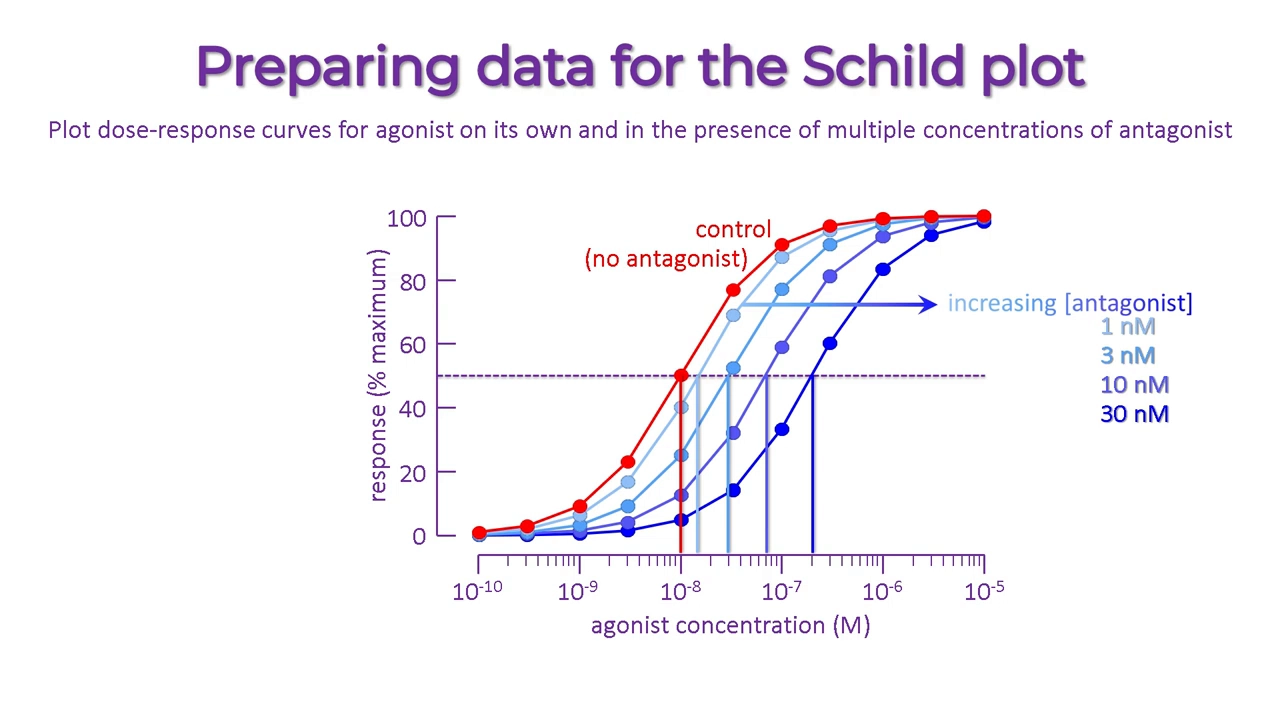 Preparing data for the Schild plot
Plot dose-response curves for agonist on its own and in the presence of multiple concentrations of antagonist
control
(no antagonist)
increasing [antagonist]
1 nM
3 nM
10 nM
30 nM
response (% maximum)
100
80
60
40
20
0
10⁻¹⁰ 10⁻⁹ 10⁻⁸ 10⁻⁷ 10⁻⁶ 10⁻⁵
agonist concentration (M)